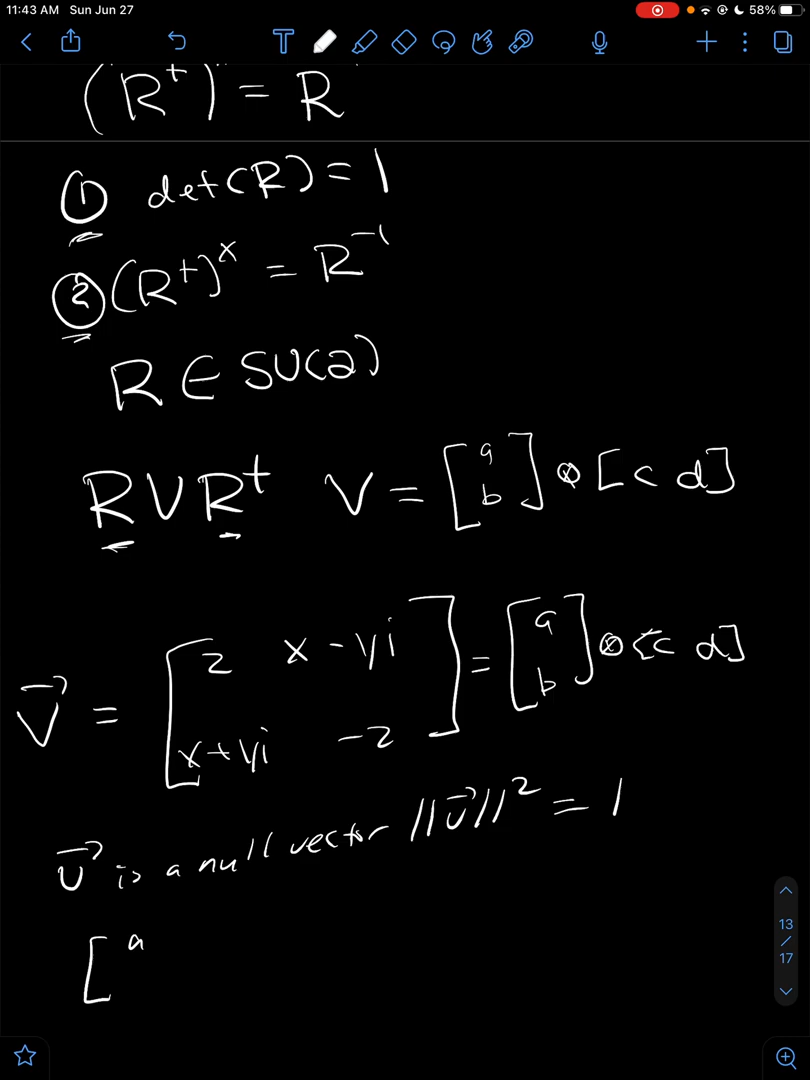 11:43 AM Sun Jun 27 58%
T
(R†) = R
① det(R) = 1
② (R†)ˣ = R⁻¹
R ∈ SU(2)
RVR† V = [a b] ⊗ [c d]
V⃗ = [z x-yi
x+yi -z] = [a b] ⊗ [c d]
v⃗ is a null vector ||v⃗||² = 1
[a
13 / 17